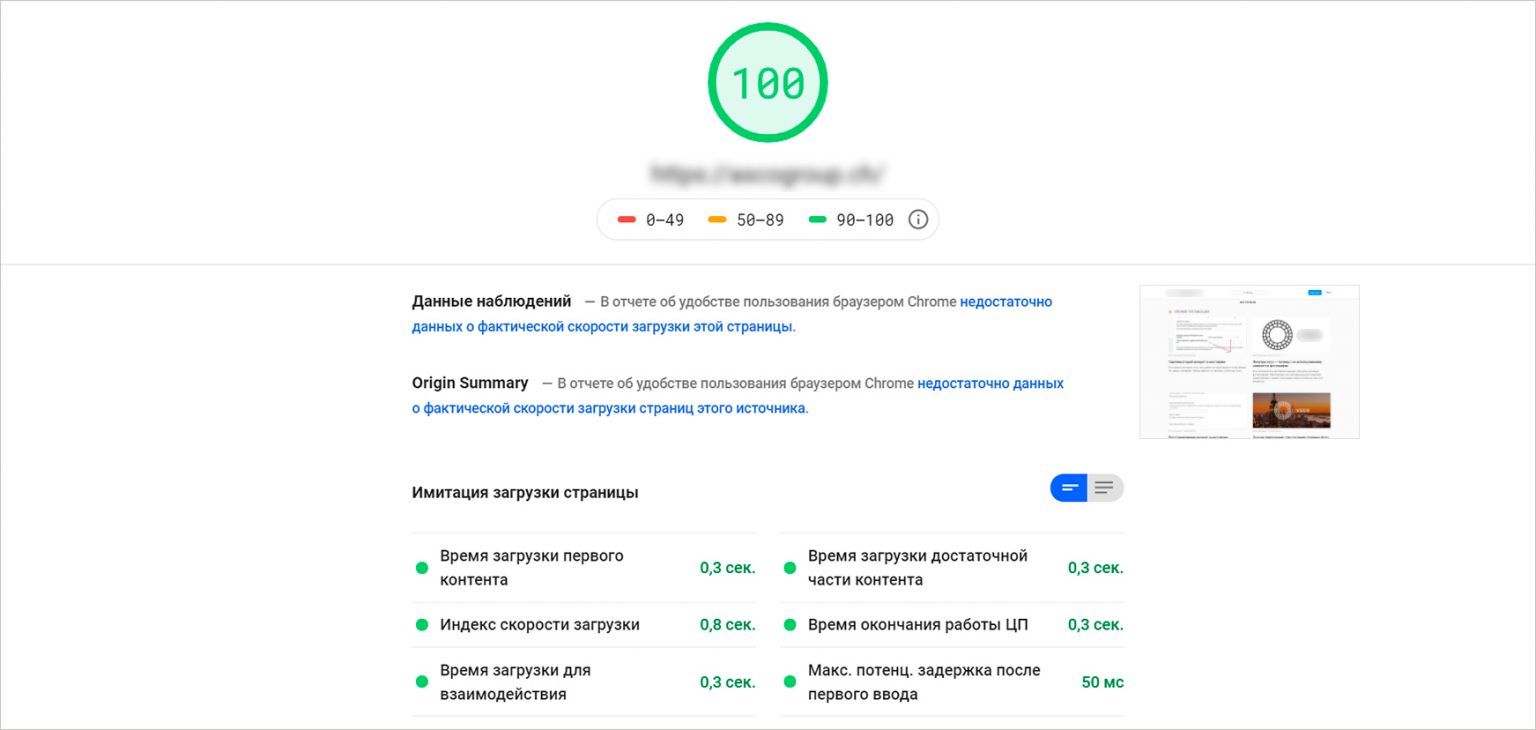 100
0–49 50–89 90–100
Данные наблюдений — В отчете об удобстве пользования браузером Chrome недостаточно
данных о фактической скорости загрузки этой страницы.
Origin Summary — В отчете об удобстве пользования браузером Chrome недостаточно данных
о фактической скорости загрузки страниц этого источника.
Имитация загрузки страницы
Время загрузки первого
контента
0,3 сек.
Время загрузки достаточной
части контента
0,3 сек.
Индекс скорости загрузки 0,8 сек.
Время окончания работы ЦП 0,3 сек.
Время загрузки для
взаимодействия
0,3 сек.
Макс. потенц. задержка после
первого ввода
50 мс